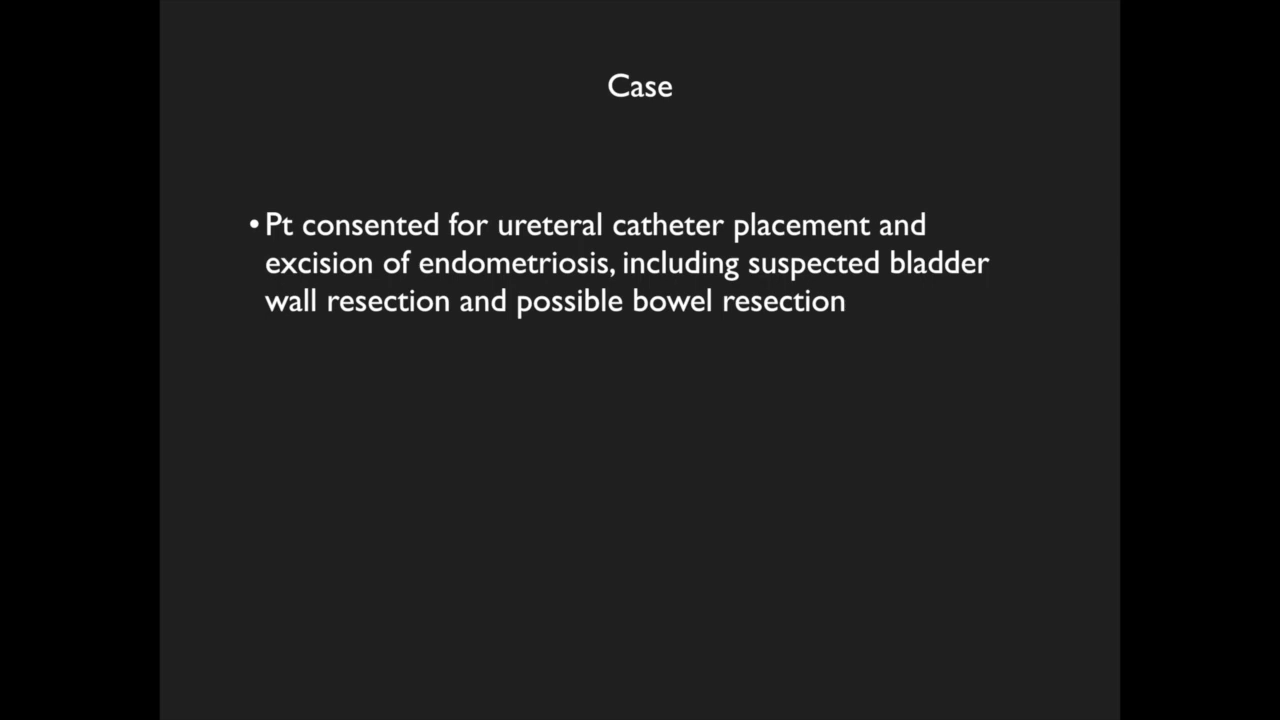 Case
• Pt consented for ureteral catheter placement and
excision of endometriosis, including suspected bladder
wall resection and possible bowel resection